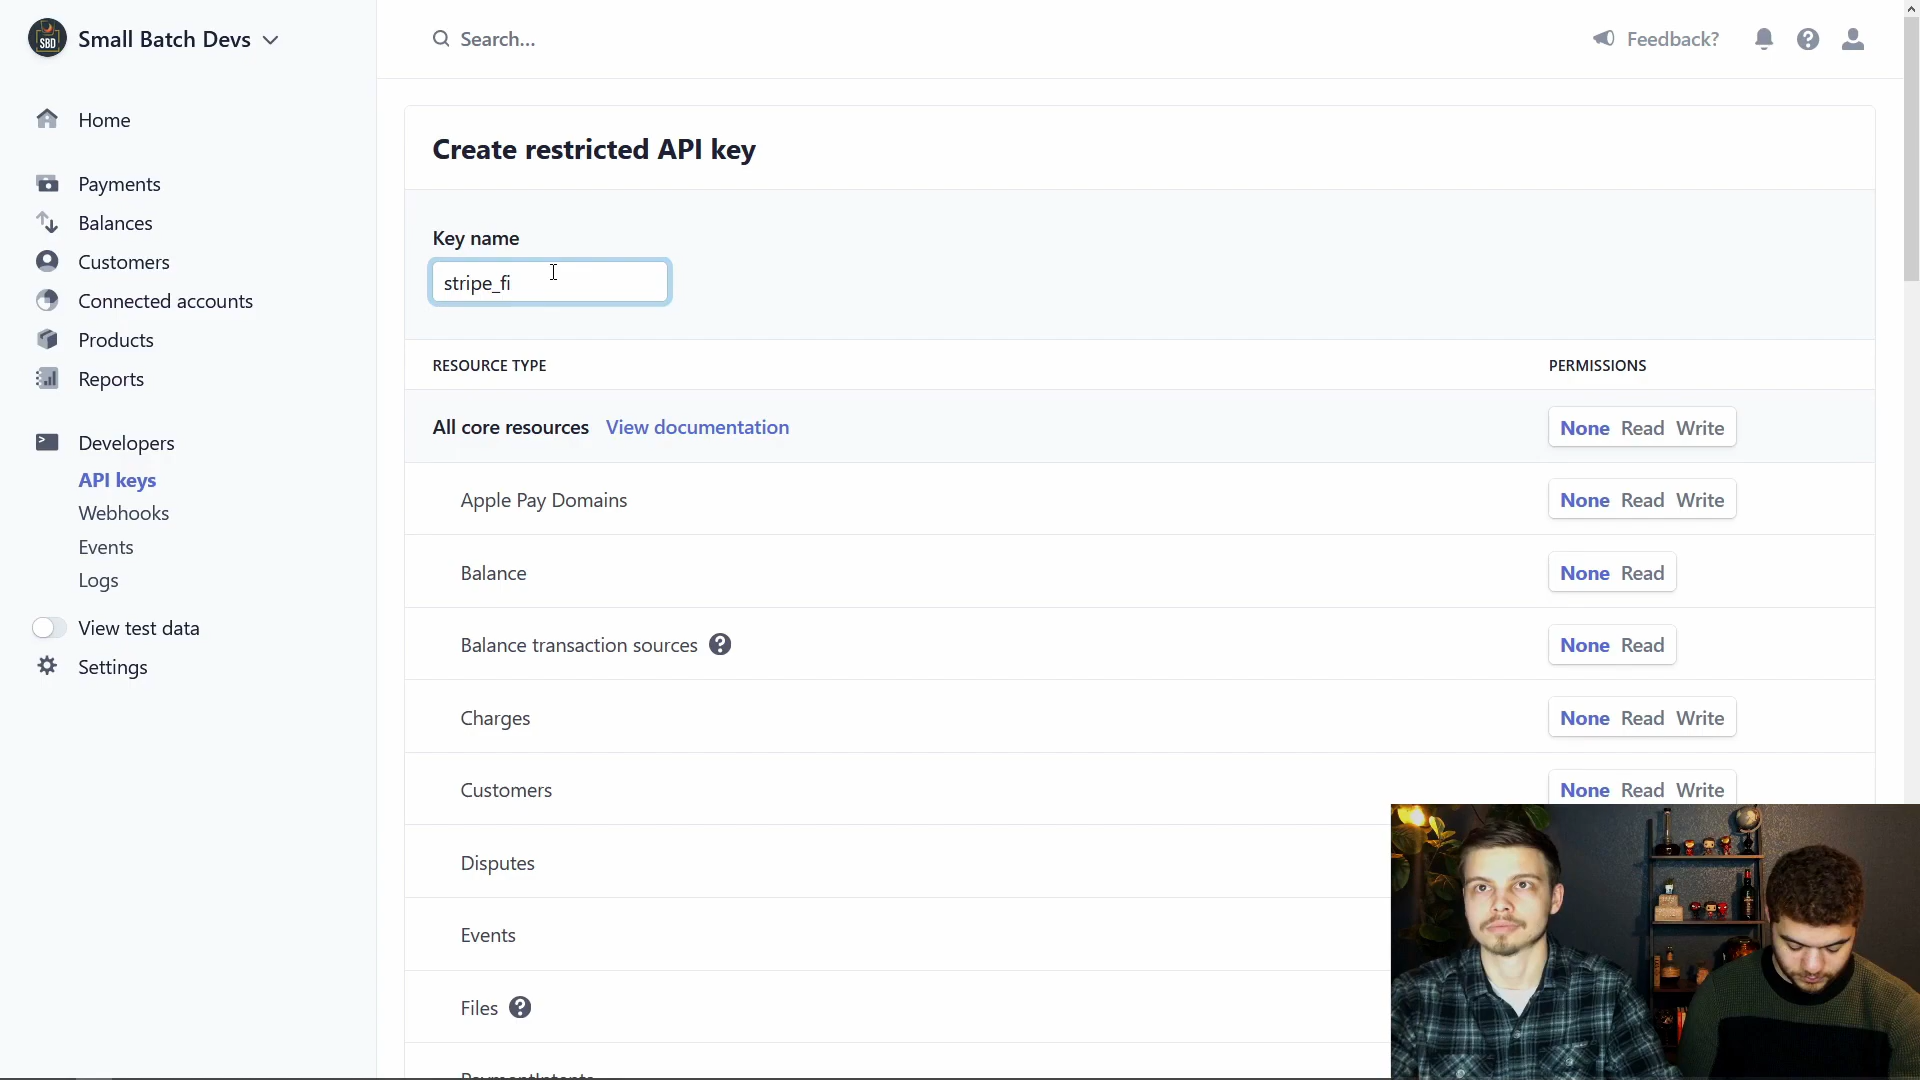 Small Batch Devs
Search...
Feedback?
SBD
Home
Payments
Balances
Customers
Connected accounts
Products
Reports
Developers
API keys
Webhooks
Events
Logs
View test data
Settings
Create restricted API key
Key name
stripe_fi
RESOURCE TYPE PERMISSIONS
All core resources View documentation None Read Write
Apple Pay Domains None Read Write
Balance None Read
Balance transaction sources ? None Read
Charges None Read Write
Customers None Read Write
Disputes
Events
Files ?
PaymentIntents